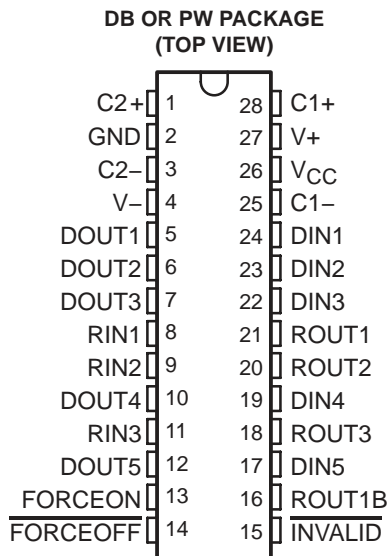 DB OR PW PACKAGE
(TOP VIEW)
C2+ 1 28 C1+
GND 2 27 V+
C2− 3 26 VCC
V− 4 25 C1−
DOUT1 5 24 DIN1
DOUT2 6 23 DIN2
DOUT3 7 22 DIN3
RIN1 8 21 ROUT1
RIN2 9 20 ROUT2
DOUT4 10 19 DIN4
RIN3 11 18 ROUT3
DOUT5 12 17 DIN5
FORCEON 13 16 ROUT1B
FORCEOFF 14 15 INVALID